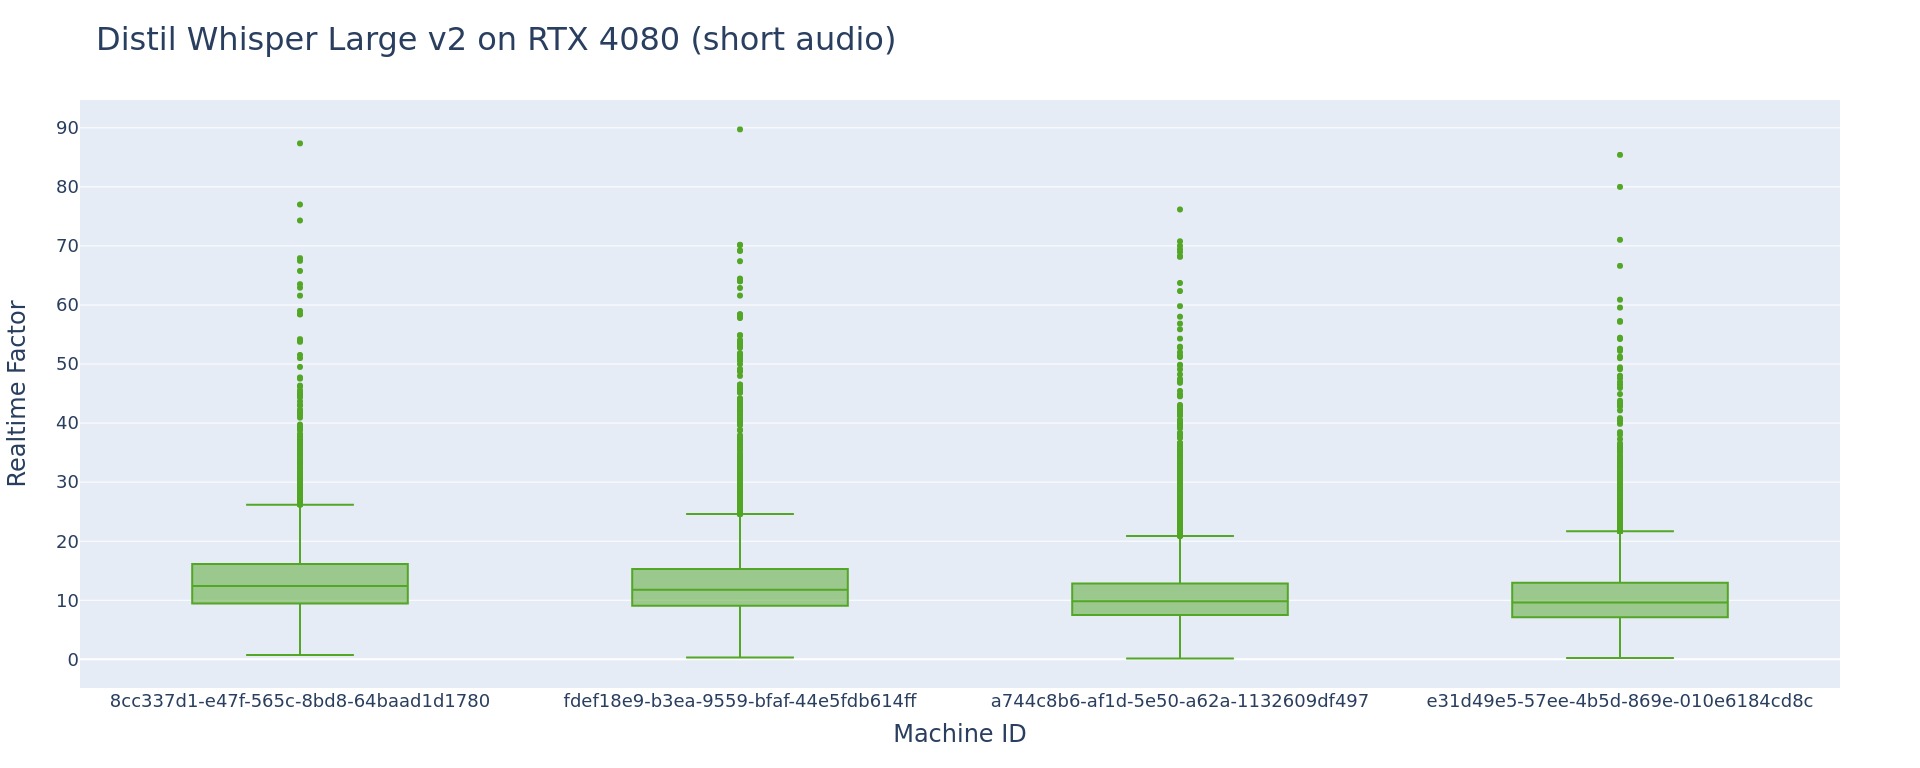 Distil Whisper Large v2 on RTX 4080 (short audio)
Realtime Factor
90
80
70
60
50
40
30
20
10
0
8cc337d1-e47f-565c-8bd8-64baad1d1780
fdef18e9-b3ea-9559-bfaf-44e5fdb614ff
a744c8b6-af1d-5e50-a62a-1132609df497
e31d49e5-57ee-4b5d-869e-010e6184cd8c
Machine ID